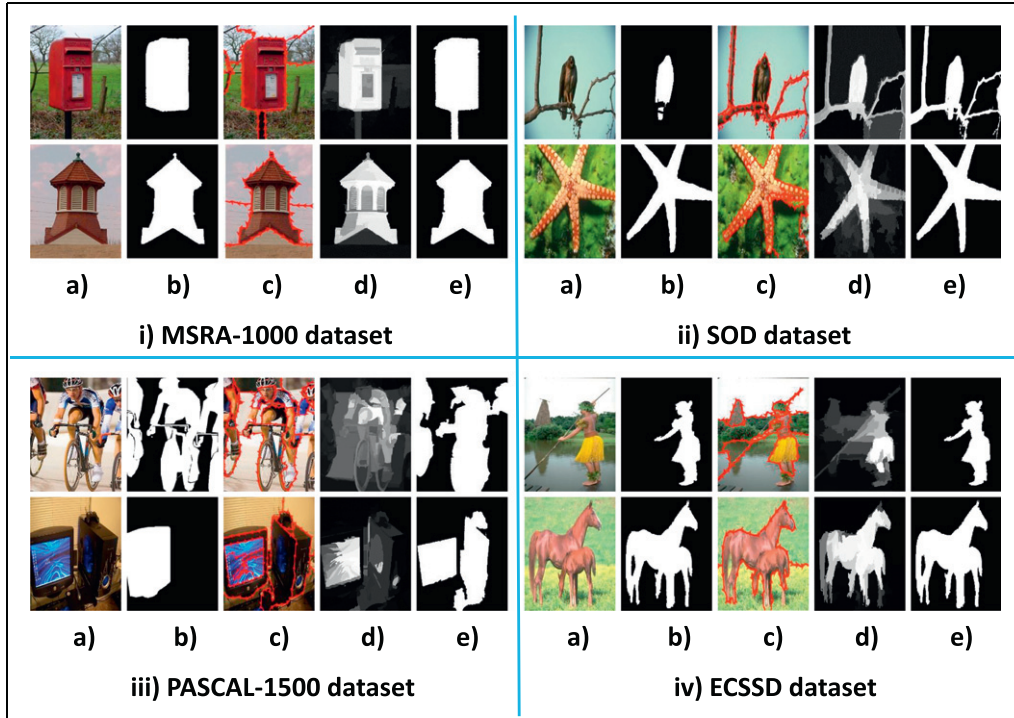 a) b) c) d) e)
i) MSRA-1000 dataset
a) b) c) d) e)
ii) SOD dataset
a) b) c) d) e)
iii) PASCAL-1500 dataset
a) b) c) d) e)
iv) ECSSD dataset